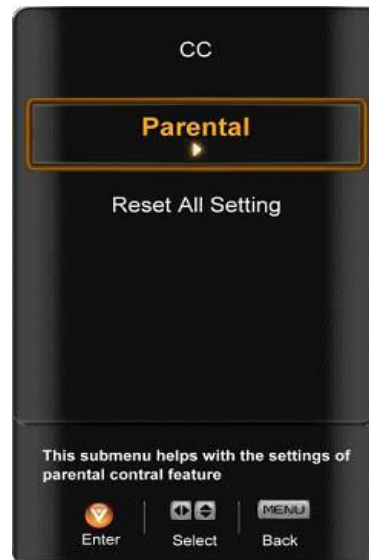 CC
Parental
Reset All Setting
This submenu helps with the settings of
parental contral feature
MENU
Enter
Select
Back